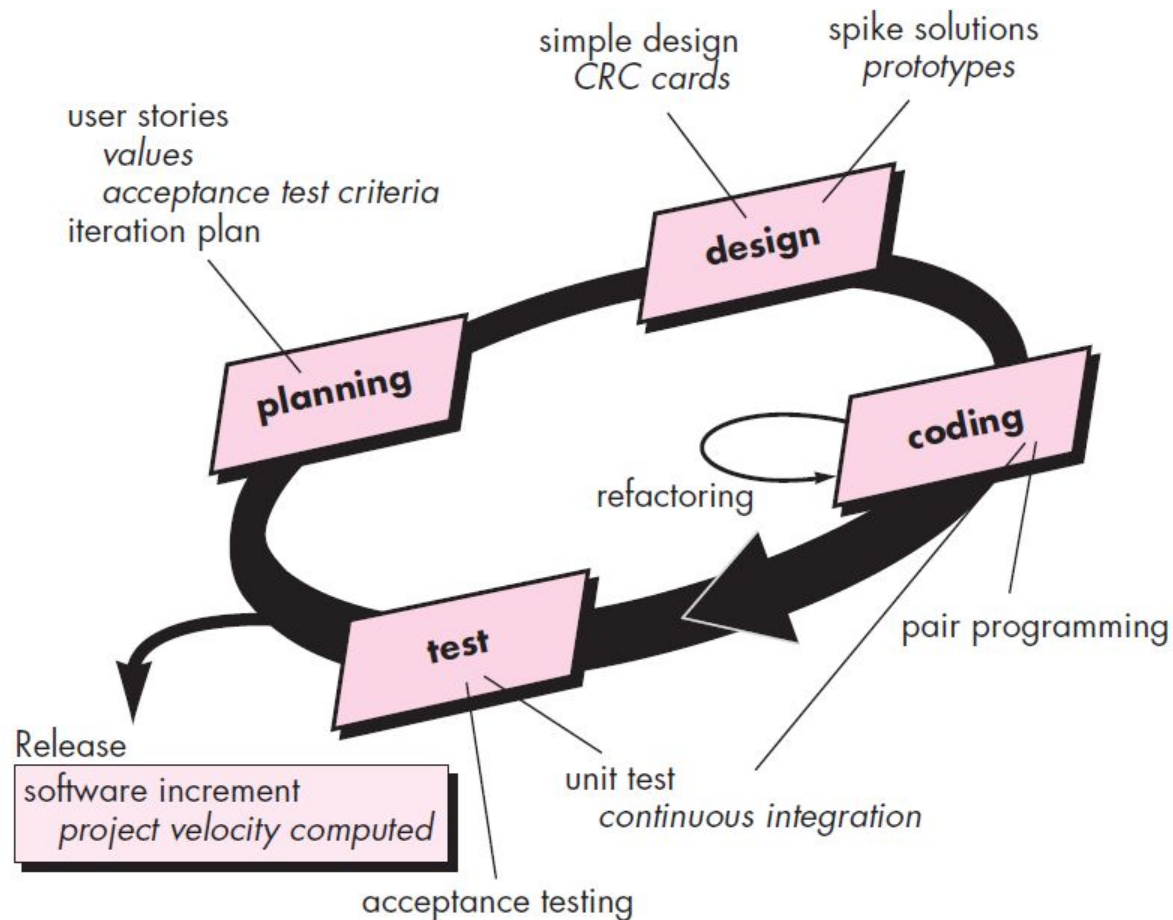 simple design
CRC cards
spike solutions
prototypes
user stories
values
acceptance test criteria
iteration plan
design
planning
coding
refactoring
pair programming
test
Release
software increment
project velocity computed
unit test
continuous integration
acceptance testing